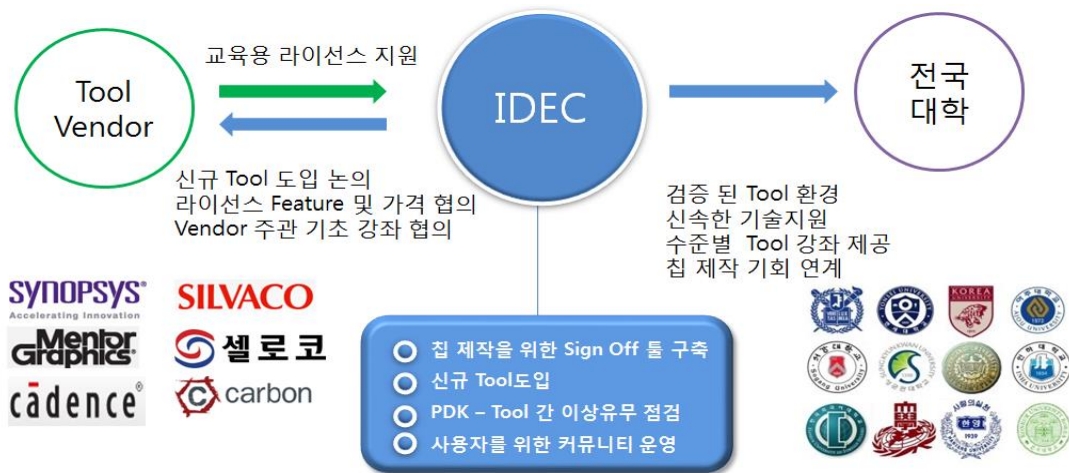 Tool
Vendor
교육용 라이선스 지원
IDEC
전국
대학
신규 Tool 도입 논의
라이선스 Feature 및 가격 협의
Vendor 주관 기초 강좌 협의
검증 된 Tool 환경
신속한 기술지원
수준별 Tool 강좌 제공
칩 제작 기회 연계
SYNOPSYS®
Accelerating Innovation
SILVACO
Mentor
Graphics®
셀로코
cādence®
carbon
칩 제작을 위한 Sign Off 툴 구축
신규 Tool도입
PDK – Tool 간 이상유무 점검
사용자를 위한 커뮤니티 운영
KOREA
UNIVERSITY